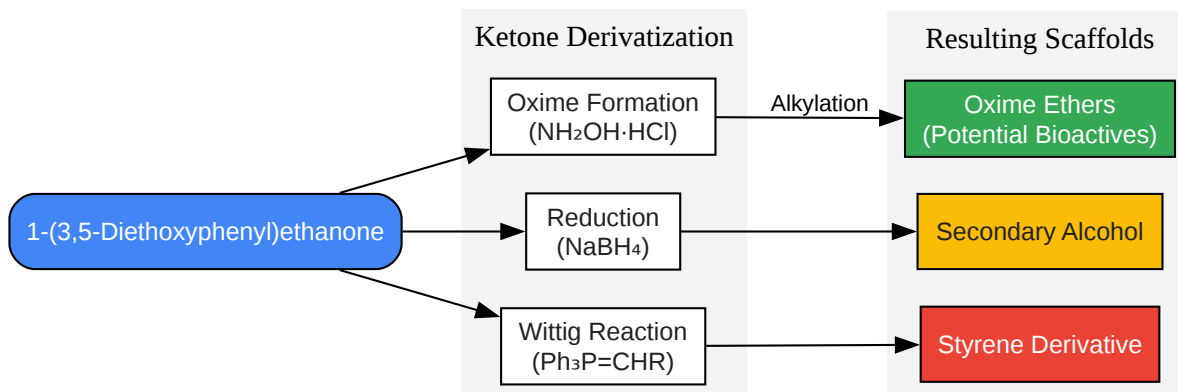 Ketone Derivatization
Resulting Scaffolds
Oxime Formation
(NH₂OH·HCl)
Alkylation
Oxime Ethers
(Potential Bioactives)
1-(3,5-Diethoxyphenyl)ethanone
Reduction
(NaBH₄)
Secondary Alcohol
Wittig Reaction
(Ph₃P=CHR)
Styrene Derivative